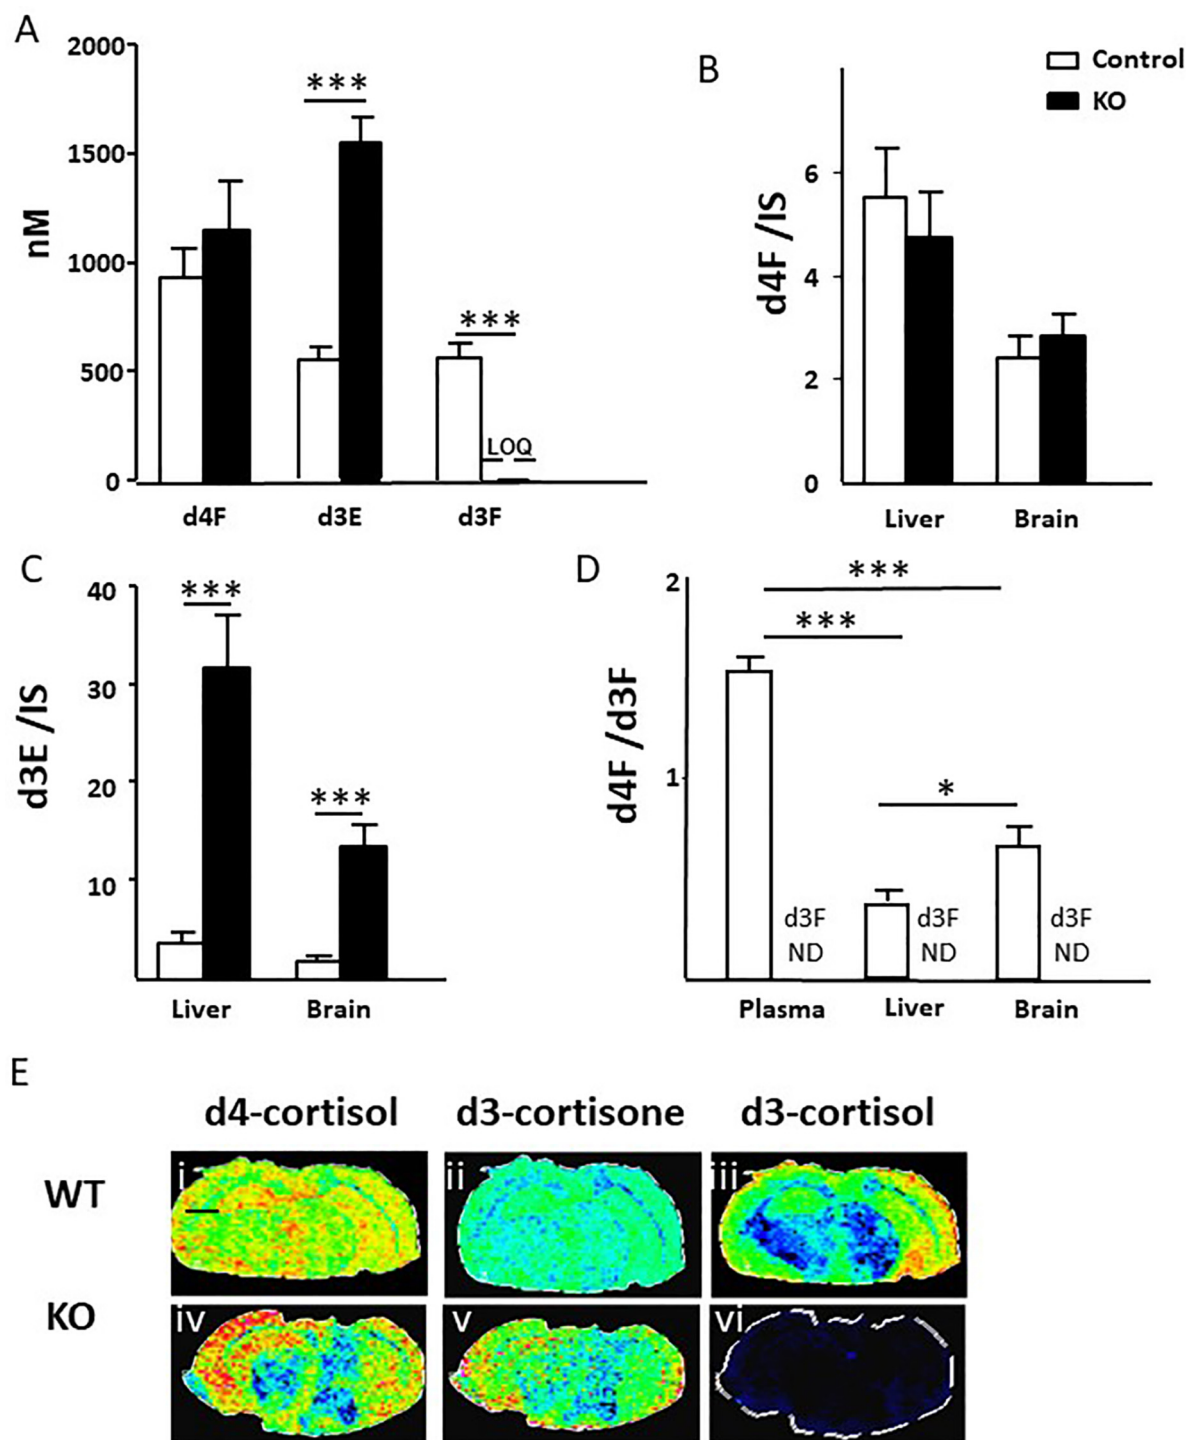 A
2000
1500
1000
500
0
nM
***
***
LOQ
d4F
d3E
d3F
B
Control
KO
6
4
2
0
d4F /IS
Liver
Brain
C
40
30
20
10
d3E /IS
***
***
Liver
Brain
D
2
1
d4F /d3F
***
***
*
d3F
ND
d3F
ND
d3F
ND
Plasma
Liver
Brain
E
d4-cortisol
d3-cortisone
d3-cortisol
WT
i
ii
iii
KO
iv
v
vi